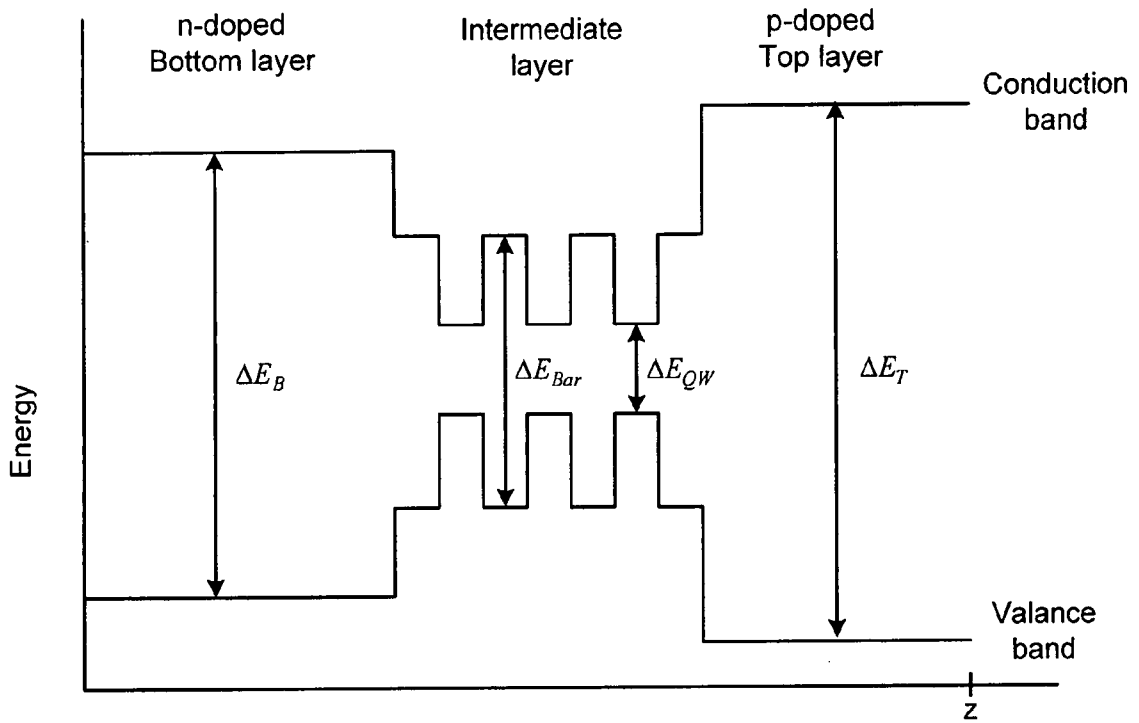 n-doped
Bottom layer
Intermediate
layer
p-doped
Top layer
Conduction
band
ΔE_B
ΔE_Bar
ΔE_QW
ΔE_T
Energy
Valance
band
z